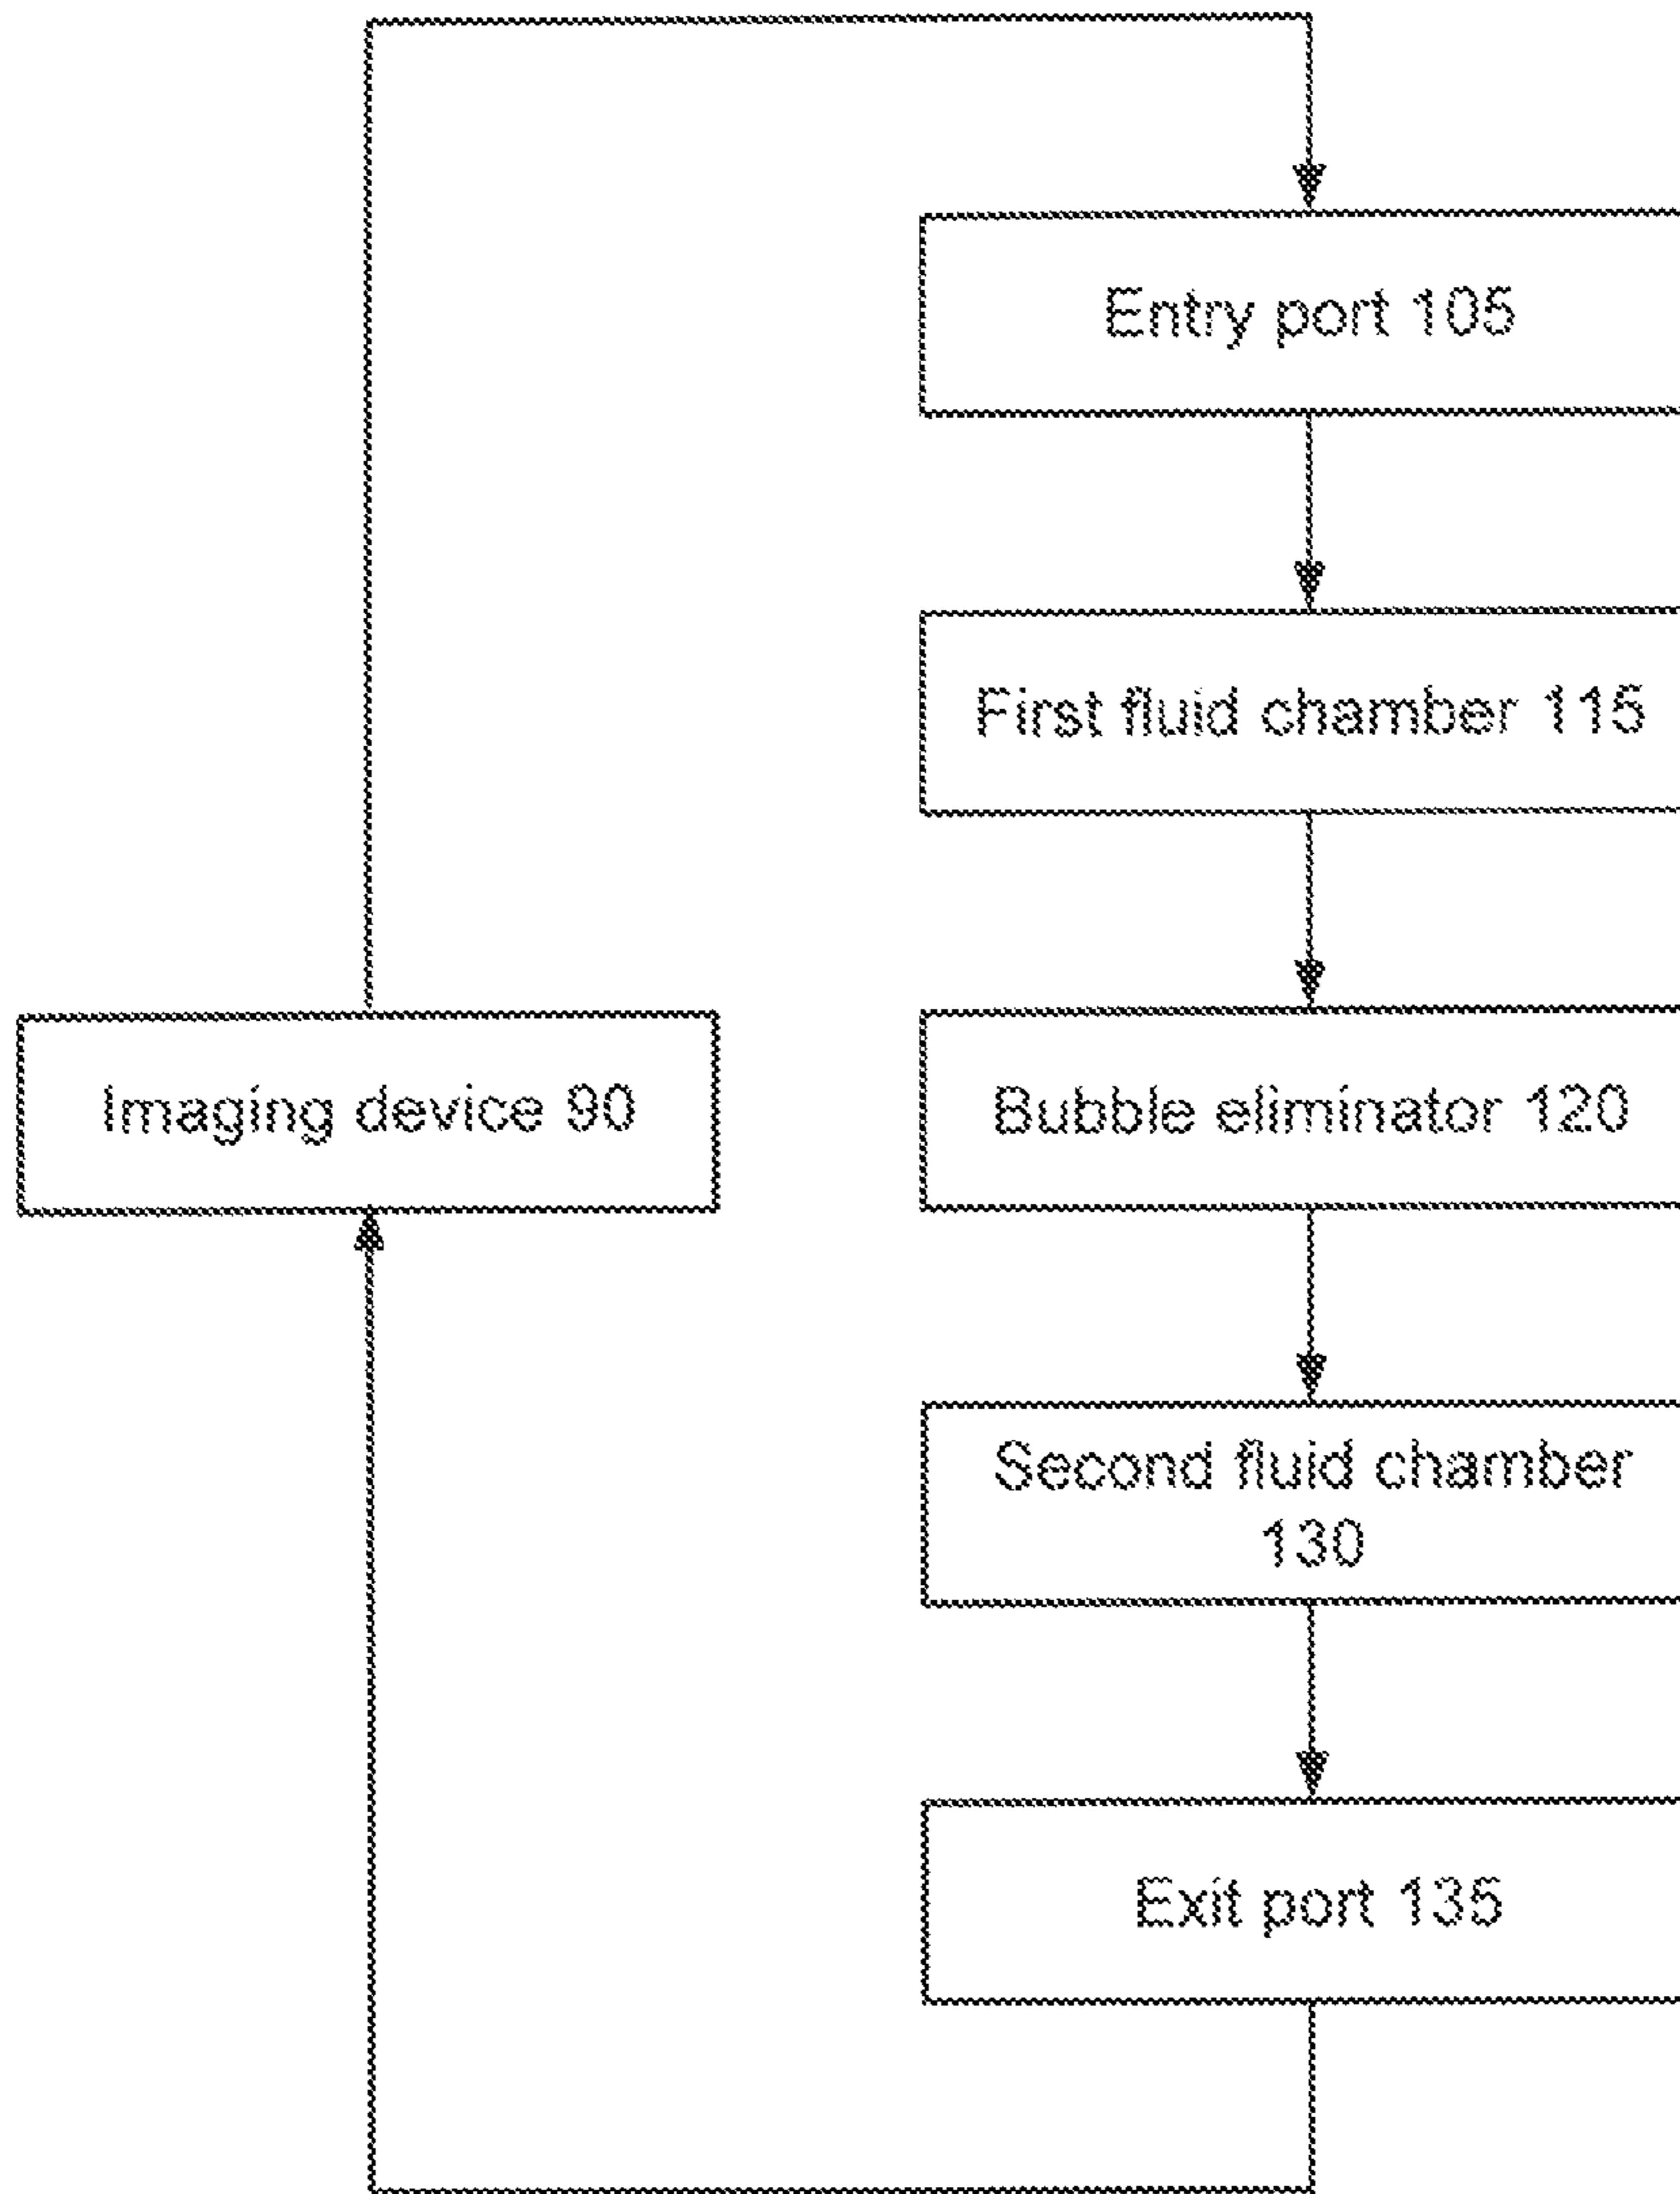 Entry port 105
First fluid chamber 115
Imaging device 90
Bubble eliminator 120
Second fluid chamber
130
Exit port 135